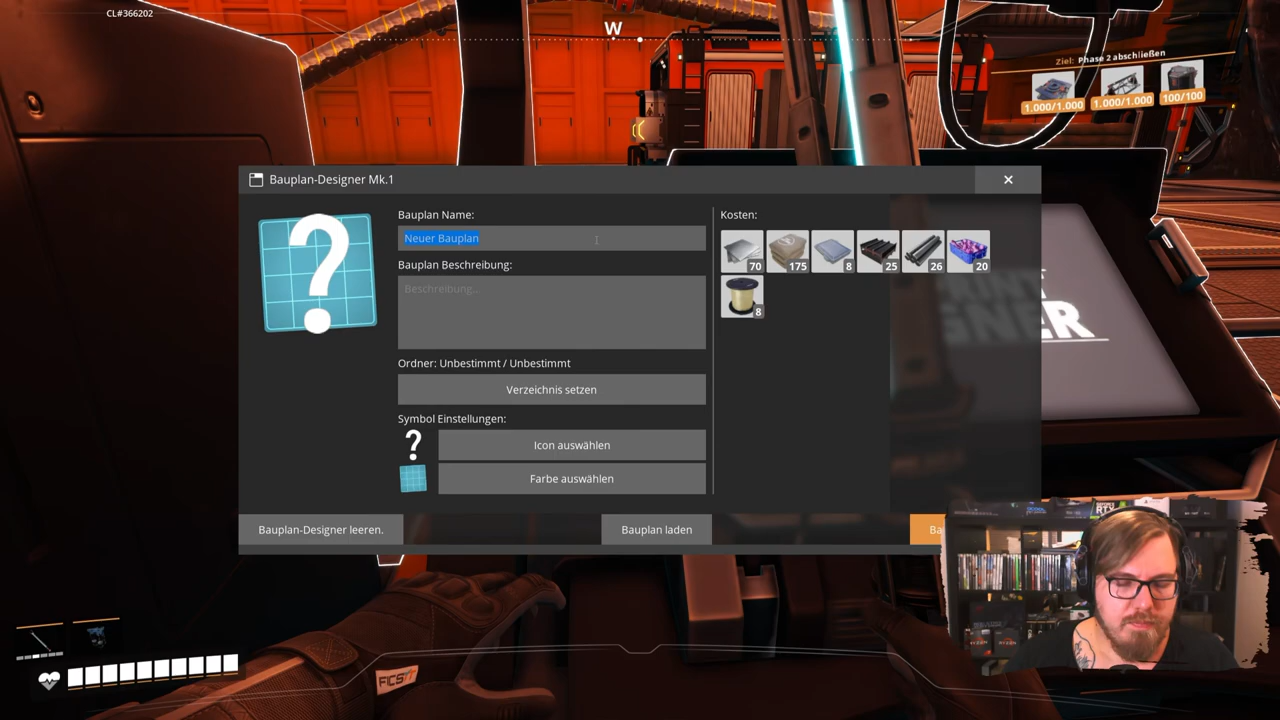 CL#366202
W
Ziel: Phase 2 abschließen
1.000/1.000
1.000/1.000
100/100
Bauplan-Designer Mk.1
Bauplan Name:
Neuer Bauplan
Bauplan Beschreibung:
Beschreibung...
Ordner: Unbestimmt / Unbestimmt
Verzeichnis setzen
Symbol Einstellungen:
Icon auswählen
Farbe auswählen
Kosten:
70
175
8
25
26
20
8
Bauplan-Designer leeren.
Bauplan laden
Ba
FICSIT